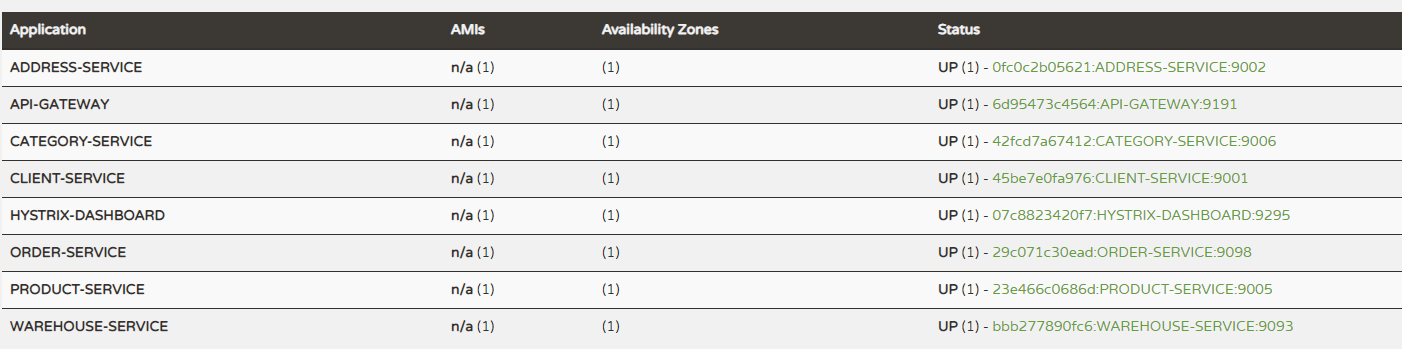 Application AMIs Availability Zones Status
ADDRESS-SERVICE n/a (1) (1) UP (1) - 0fc0c2b05621:ADDRESS-SERVICE:9002
API-GATEWAY n/a (1) (1) UP (1) - 6d95473c4564:API-GATEWAY:9191
CATEGORY-SERVICE n/a (1) (1) UP (1) - 42fcd7a67412:CATEGORY-SERVICE:9006
CLIENT-SERVICE n/a (1) (1) UP (1) - 45be7e0fa976:CLIENT-SERVICE:9001
HYSTRIX-DASHBOARD n/a (1) (1) UP (1) - 07c8823420f7:HYSTRIX-DASHBOARD:9295
ORDER-SERVICE n/a (1) (1) UP (1) - 29c071c30ead:ORDER-SERVICE:9098
PRODUCT-SERVICE n/a (1) (1) UP (1) - 23e466c0686d:PRODUCT-SERVICE:9005
WAREHOUSE-SERVICE n/a (1) (1) UP (1) - bbb277890fc6:WAREHOUSE-SERVICE:9093